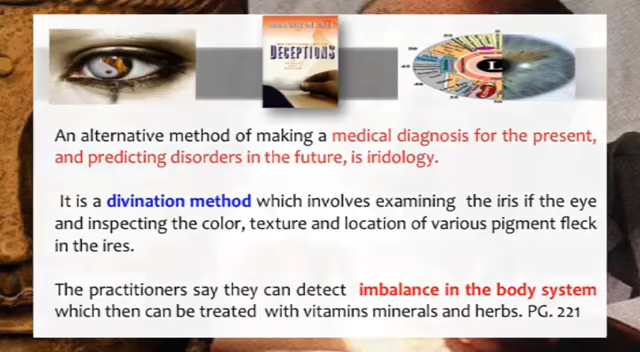 DECEPTIONS
L
An alternative method of making a medical diagnosis for the present,
and predicting disorders in the future, is iridology.
It is a divination method which involves examining the iris if the eye
and inspecting the color, texture and location of various pigment fleck
in the ires.
The practitioners say they can detect imbalance in the body system
which then can be treated with vitamins minerals and herbs. PG. 221